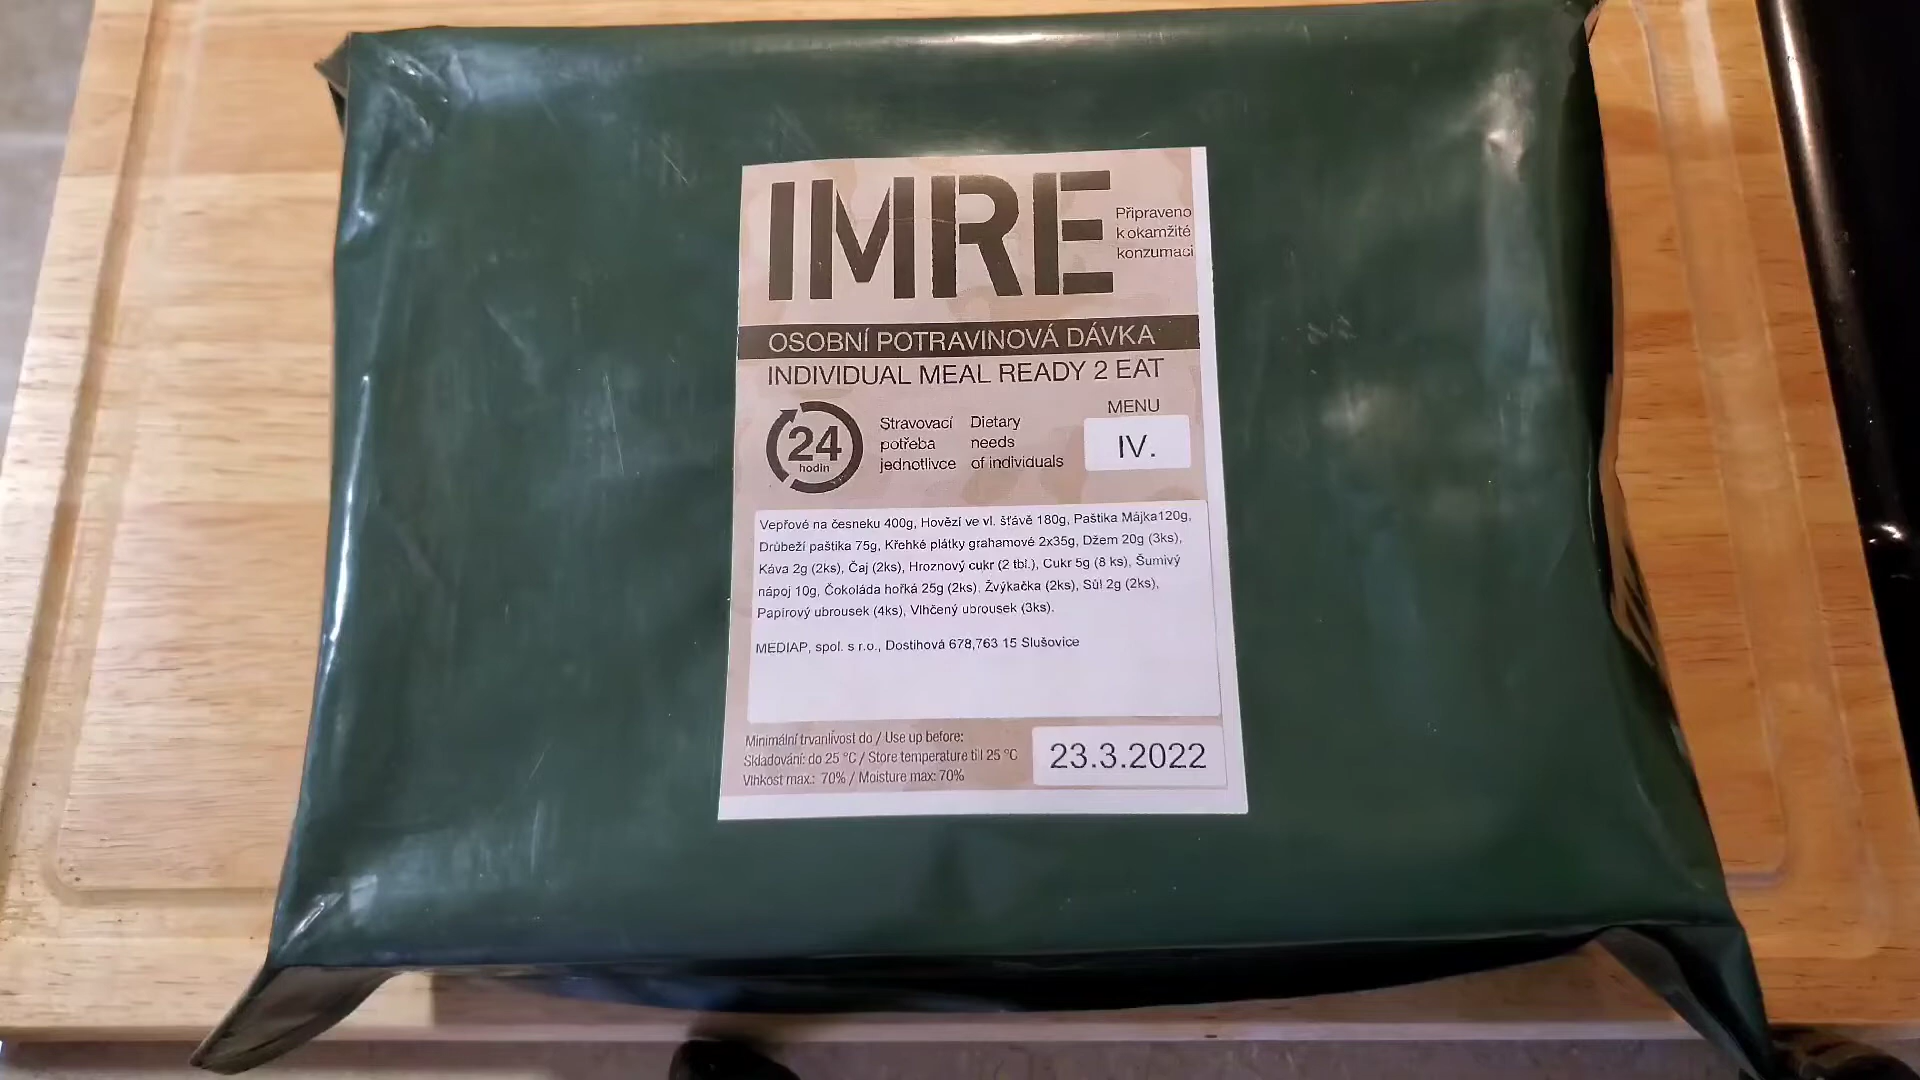 IMRE
Připraveno
k okamžité
konzumaci
OSOBNÍ POTRAVINOVÁ DÁVKA
INDIVIDUAL MEAL READY 2 EAT
24
hodin
Stravovací
potřeba
jednotlivce
Dietary
needs
of individuals
MENU
IV.
Vepřové na česneku 400g, Hovězí ve vl. šťávě 180g, Paštika Májka120g,
Drůbeží paštika 75g, Křehké plátky grahamové 2x35g, Džem 20g (3ks),
Káva 2g (2ks), Čaj (2ks), Hroznový cukr (2 tbl.), Cukr 5g (8 ks), Šumivý
nápoj 10g, Čokoláda hořká 25g (2ks), Žvýkačka (2ks), Sůl 2g (2ks),
Papírový ubrousek (4ks), Vlhčený ubrousek (3ks).
MEDIAP, spol. s r.o., Dostihová 678,763 15 Slušovice
Minimální trvanlivost do / Use up before:
Skladování: do 25 °C / Store temperature till 25 °C
Vlhkost max.: 70% / Moisture max: 70%
23.3.2022